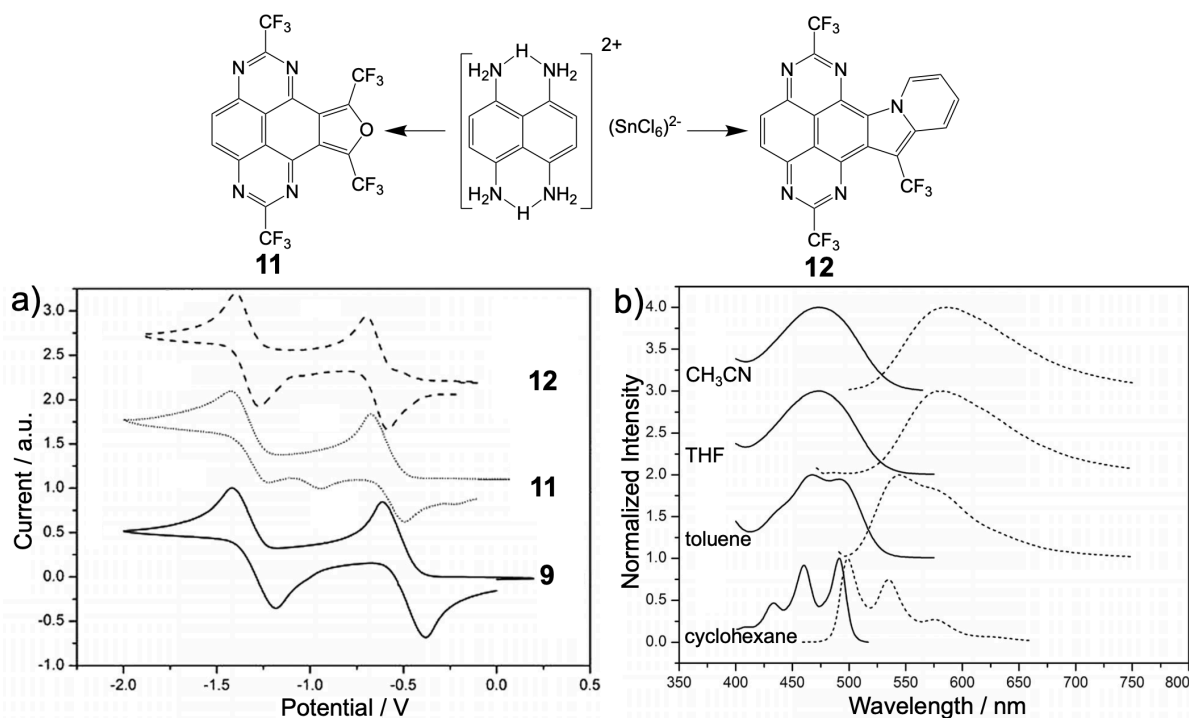 CF3
N
N
CF3
O
N
N
CF3
CF3
11
H
H2N
NH2
2+
H2N
NH2
H
(SnCl6)2-
CF3
N
N
N
N
N
CF3
CF3
12
a)
Current / a.u.
3.0
2.5
2.0
1.5
1.0
0.5
0.0
-0.5
-1.0
12
11
9
-2.0 -1.5 -1.0 -0.5 0.0 0.5
Potential / V
b)
Normalized Intensity
4.0
3.5
3.0
2.5
2.0
1.5
1.0
0.5
0.0
CH3CN
THF
toluene
cyclohexane
350 400 450 500 550 600 650 700 750 800
Wavelength / nm